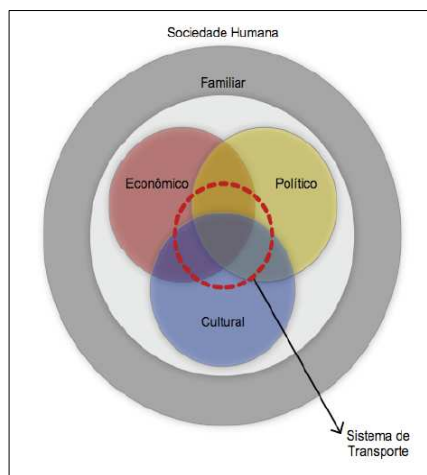 Sociedade Humana
Familiar
Econômico
Político
Cultural
Sistema de
Transporte